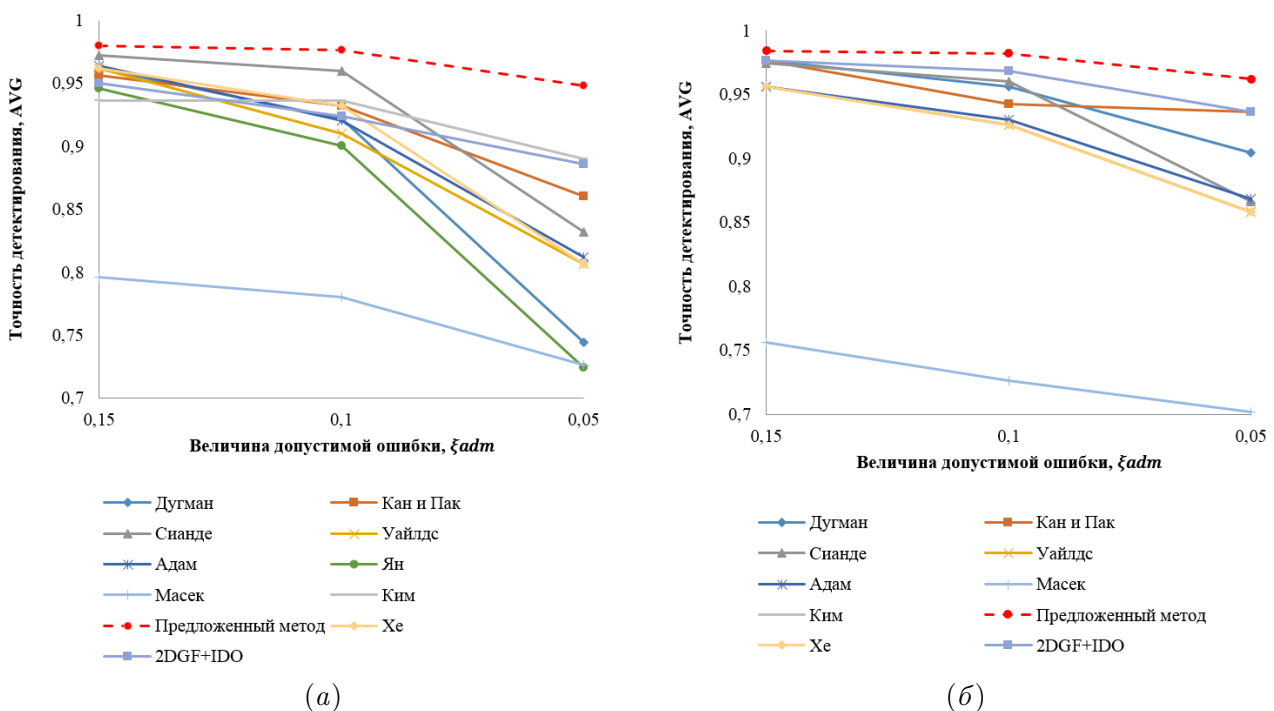 1
0,95
0,9
0,85
0,8
0,75
0,7
Точность детектирования, AVG
0,15
0,1
0,05
Величина допустимой ошибки, ξadm
Дугман
Кан и Пак
Сианде
Уайлдс
Адам
Ян
Масек
Ким
Предложенный метод
Хе
2DGF+IDO
(а)
1
0,95
0,9
0,85
0,8
0,75
0,7
Точность детектирования, AVG
0,15
0,1
0,05
Величина допустимой ошибки, ξadm
Дугман
Кан и Пак
Сианде
Уайлдс
Адам
Масек
Ким
Предложенный метод
Хе
2DGF+IDO
(б)